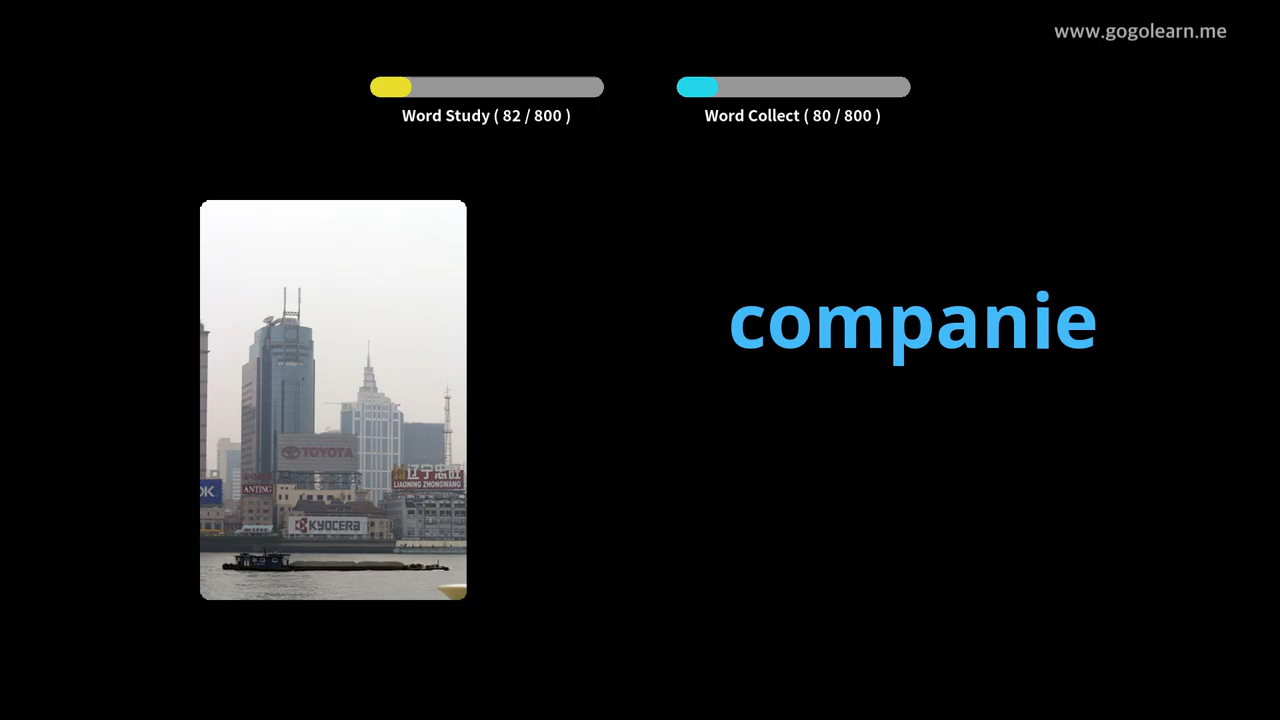 www.gogolearn.me
Word Study ( 82 / 800 )
Word Collect ( 80 / 800 )
companie
TOYOTA
辽宁忠旺
LIAONING ZHONGWANG
OK
ANTING
KYOCERA